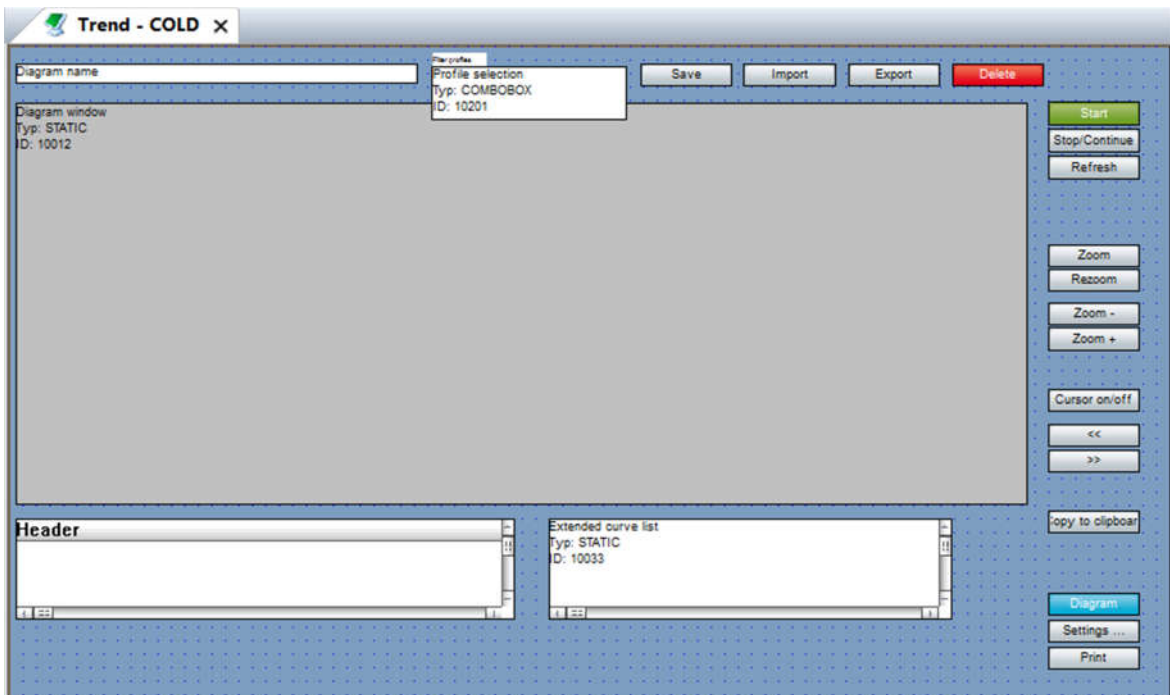 Trend - COLD
Filter profiles
Diagram name
Profile selection
Typ: COMBOBOX
ID: 10201
Save
Import
Export
Delete
Diagram window
Typ: STATIC
ID: 10012
Start
Stop/Continue
Refresh
Zoom
Rezoom
Zoom -
Zoom +
Cursor on/off
<<
>>
Header
Extended curve list
Typ: STATIC
ID: 10033
Copy to clipboar
Diagram
Settings ...
Print